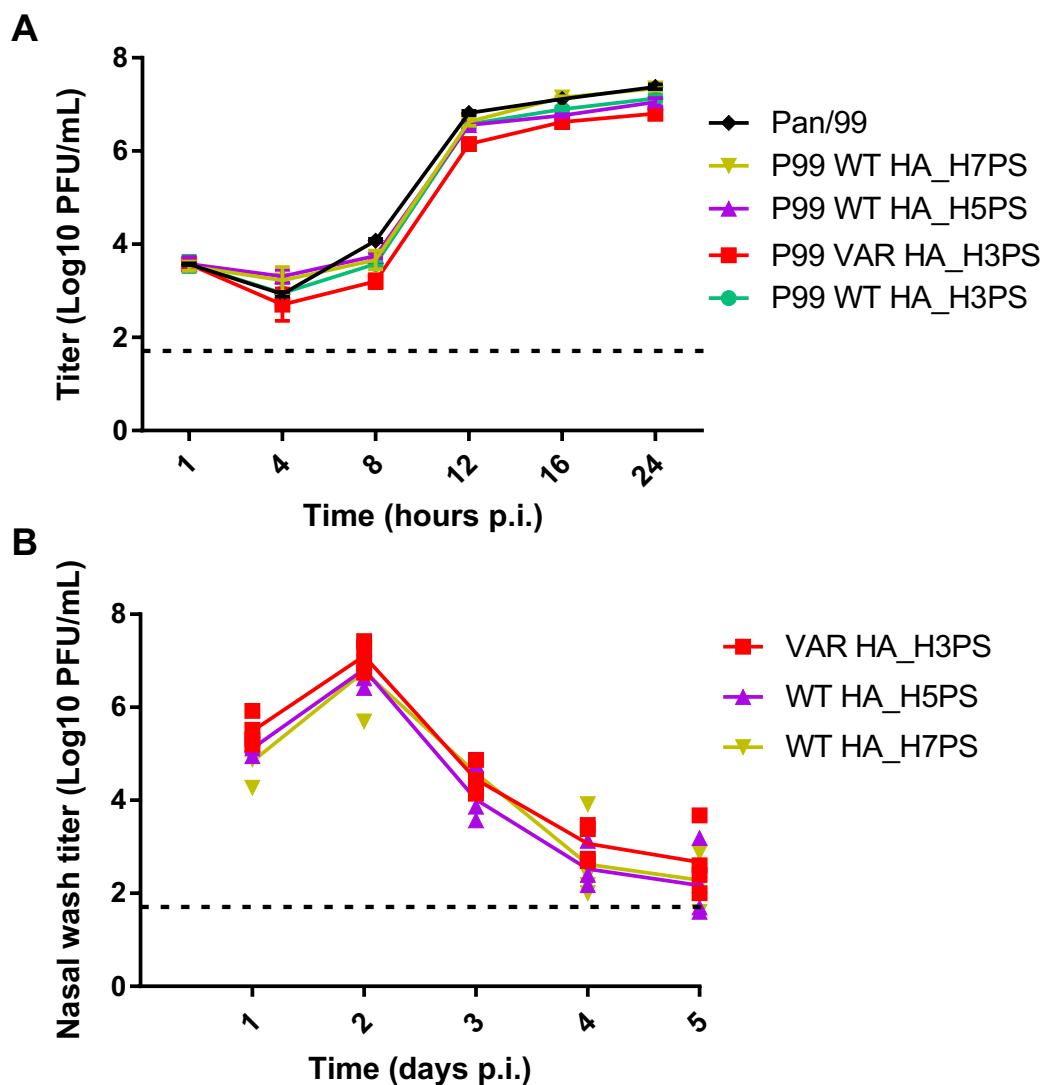 A
Titer (Log10 PFU/mL)
8
6
4
2
0
1
4
8
12
16
24
Time (hours p.i.)
Pan/99
P99 WT HA_H7PS
P99 WT HA_H5PS
P99 VAR HA_H3PS
P99 WT HA_H3PS
B
Nasal wash titer (Log10 PFU/mL)
8
6
4
2
0
1
2
3
4
5
Time (days p.i.)
VAR HA_H3PS
WT HA_H5PS
WT HA_H7PS